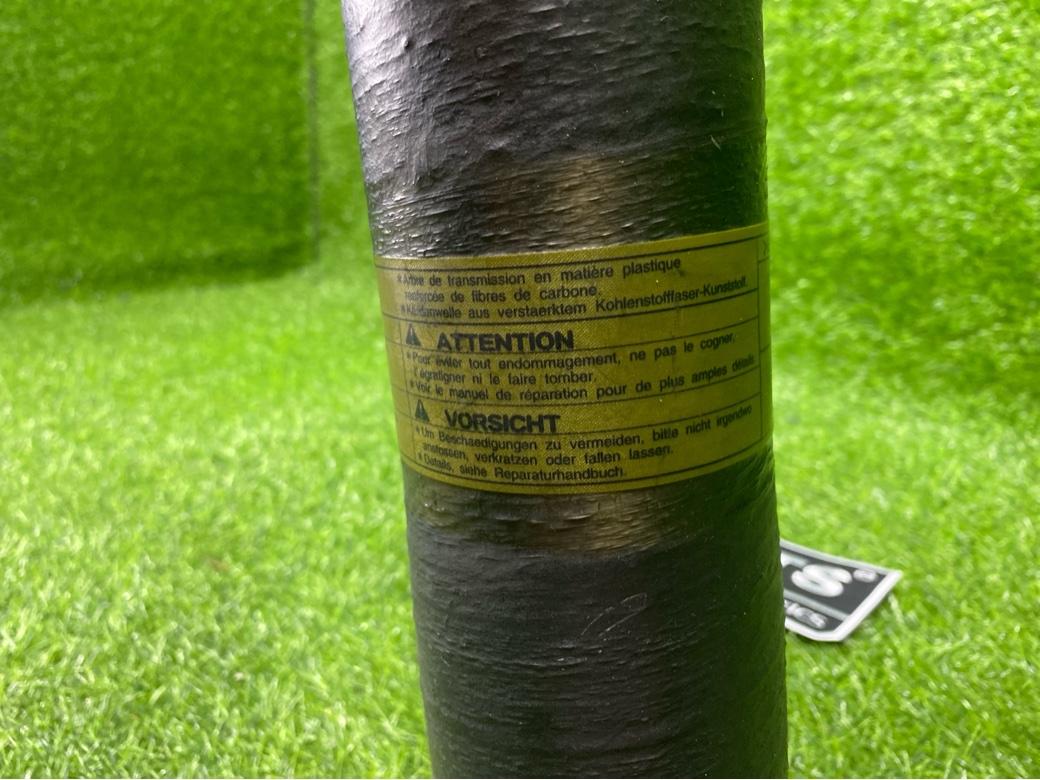 *Arbre de transmission en matière plastique
renforcée de fibres de carbone.
*Kardanwelle aus verstaerktem Kohlenstoffaser-Kunststoff.
ATTENTION
*Pour éviter tout endommagement, ne pas le cogner,
l'égratigner ni le faire tomber.
*Voir le manuel de réparation pour de plus amples détails
VORSICHT
*Um Beschaedigungen zu vermeiden, bitte nicht irgendwo
anstossen, verkratzen oder fallen lassen.
*Details, siehe Reparaturhandbuch.
S®